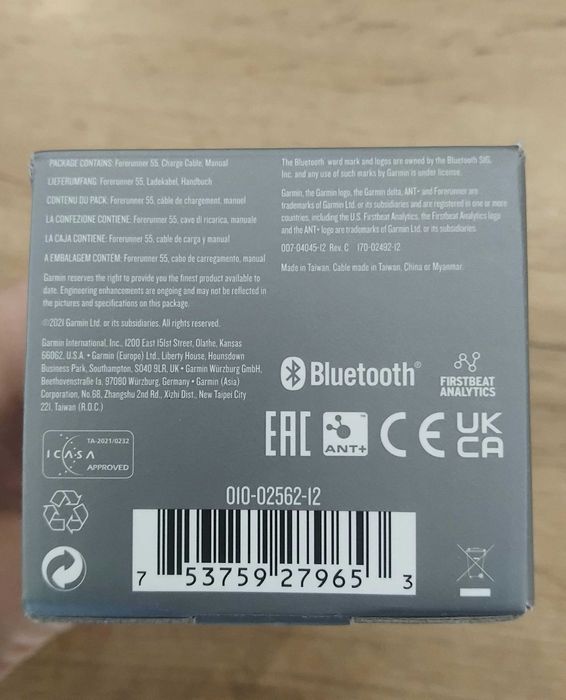 PACKAGE CONTAINS: Forerunner 55, Charge Cable, Manual
LIEFERUMFANG: Forerunner 55, Ladekabel, Handbuch
CONTENU DU PACK: Forerunner 55, câble de chargement, manuel
LA CONFEZIONE CONTIENE: Forerunner 55, cavo di ricarica, manuale
LA CAJA CONTIENE: Forerunner 55, cable de carga y manual
A EMBALAGEM CONTÉM: Forerunner 55, cabo de carregamento, manual
Garmin reserves the right to provide you the finest product available to
date. Engineering enhancements are ongoing and may not be reflected in
the pictures and specifications on this package.
©2021 Garmin Ltd. or its subsidiaries. All rights reserved.
Garmin International, Inc., 1200 East 151st Street, Olathe, Kansas
66062, U.S.A. • Garmin (Europe) Ltd., Liberty House, Hounsdown
Business Park, Southampton, SO40 9LR, UK • Garmin Würzburg GmbH,
Beethovenstraße 1a, 97080 Würzburg, Germany • Garmin (Asia)
Corporation, No.68, Zhangshu 2nd Rd., Xizhi Dist., New Taipei City
221, Taiwan (R.O.C.)
The Bluetooth word mark and logos are owned by the Bluetooth SIG,
Inc. and any use of such marks by Garmin is under license.
Garmin, the Garmin logo, the Garmin delta, ANT+ and Forerunner are
trademarks of Garmin Ltd. or its subsidiaries and are registered in one or more
countries, including the U.S. Firstbeat Analytics, the Firstbeat Analytics logo
and the ANT+ logo are trademarks of Garmin Ltd. or its subsidiaries.
007-04045-12 Rev. C 170-02492-12
Made in Taiwan. Cable made in Taiwan, China or Myanmar.
Bluetooth®
FIRSTBEAT
ANALYTICS
EAC
ANT+™
CE
UK
CA
TA-2021/0232
ICASA
APPROVED
010-02562-12
7 53759 27965 3